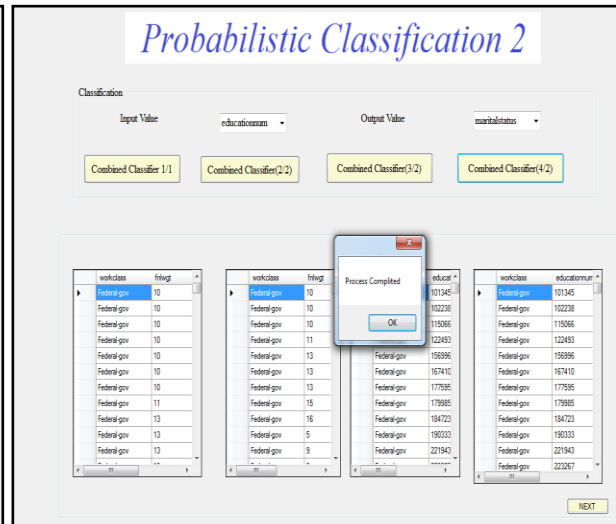 Probabilistic Classification 2
Classification
Input Value educationnum Output Value maritalstatus
Combined Classifier 1/1 Combined Classifier(2/2) Combined Classifier(3/2) Combined Classifier(4/2)
Process Complited
OK
workclass fnlwgt
Federal-gov 10
Federal-gov 10
Federal-gov 10
Federal-gov 10
Federal-gov 10
Federal-gov 10
Federal-gov 10
Federal-gov 11
Federal-gov 13
Federal-gov 13
Federal-gov 13
workclass fnlwgt
Federal-gov 10
Federal-gov 10
Federal-gov 10
Federal-gov 11
Federal-gov 13
Federal-gov 13
Federal-gov 13
Federal-gov 15
Federal-gov 16
Federal-gov 5
Federal-gov 9
educat
101345
102238
115066
122493
Federal-gov 156996
Federal-gov 167410
Federal-gov 177595
Federal-gov 179985
Federal-gov 184723
Federal-gov 190333
Federal-gov 221943
workclass educationnum
Federal-gov 101345
Federal-gov 102238
Federal-gov 115066
Federal-gov 122493
Federal-gov 156996
Federal-gov 167410
Federal-gov 177595
Federal-gov 179985
Federal-gov 184723
Federal-gov 190333
Federal-gov 221943
Federal-gov 223267
NEXT